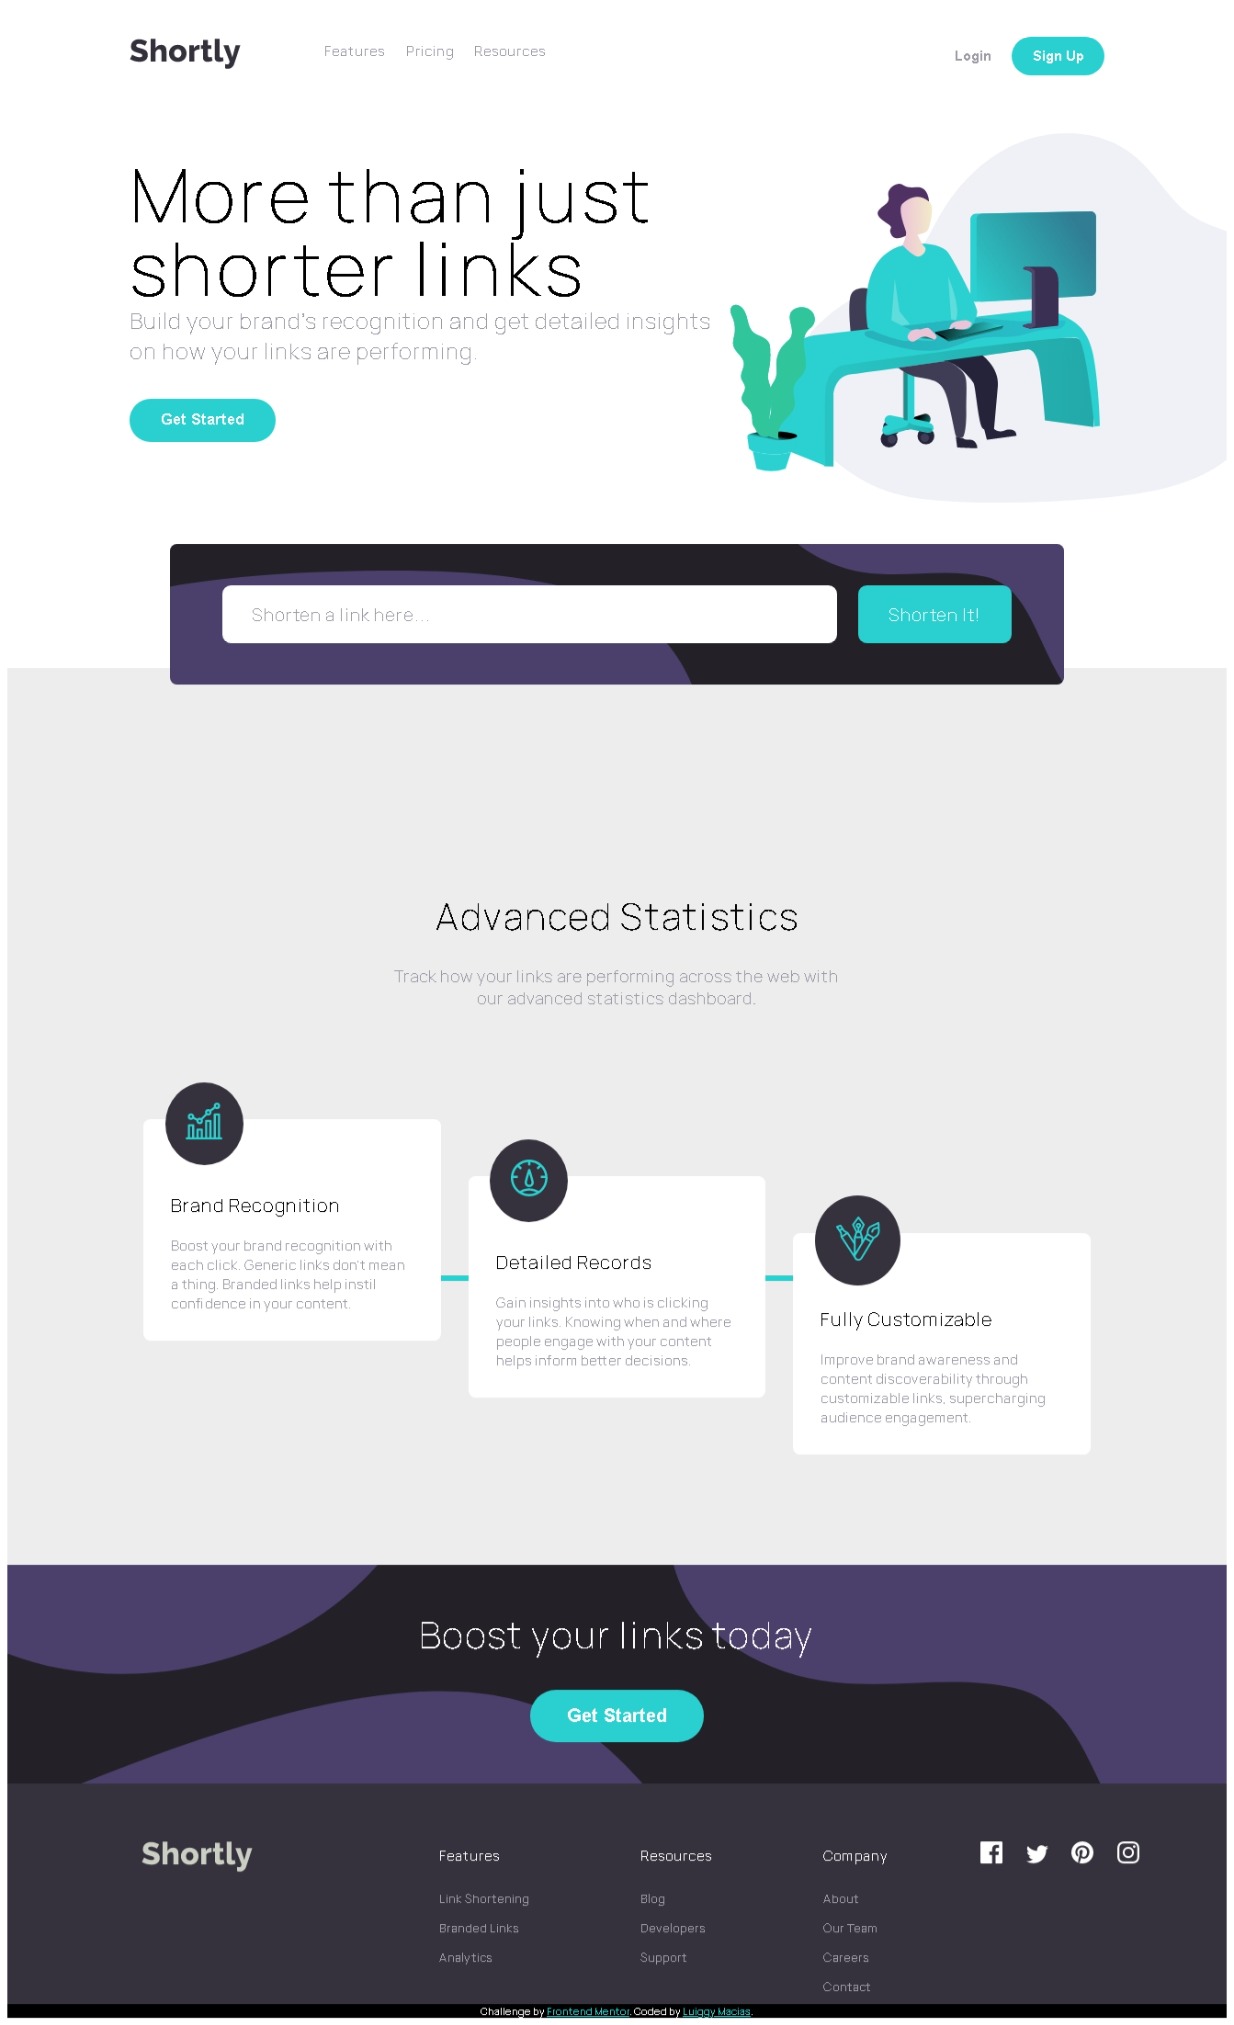 Shortly
Features Pricing Resources
Login Sign Up
More than just
shorter links
Build your brand's recognition and get detailed insights
on how your links are performing.
Get Started
Shorten a link here...
Shorten It!
Advanced Statistics
Track how your links are performing across the web with
our advanced statistics dashboard.
Brand Recognition
Boost your brand recognition with
each click. Generic links don't mean
a thing. Branded links help instil
confidence in your content.
Detailed Records
Gain insights into who is clicking
your links. Knowing when and where
people engage with your content
helps inform better decisions.
Fully Customizable
Improve brand awareness and
content discoverability through
customizable links, supercharging
audience engagement.
Boost your links today
Get Started
Shortly
Features
Link Shortening
Branded Links
Analytics
Resources
Blog
Developers
Support
Company
About
Our Team
Careers
Contact
Challenge by Frontend Mentor. Coded by Luiggy Macias.